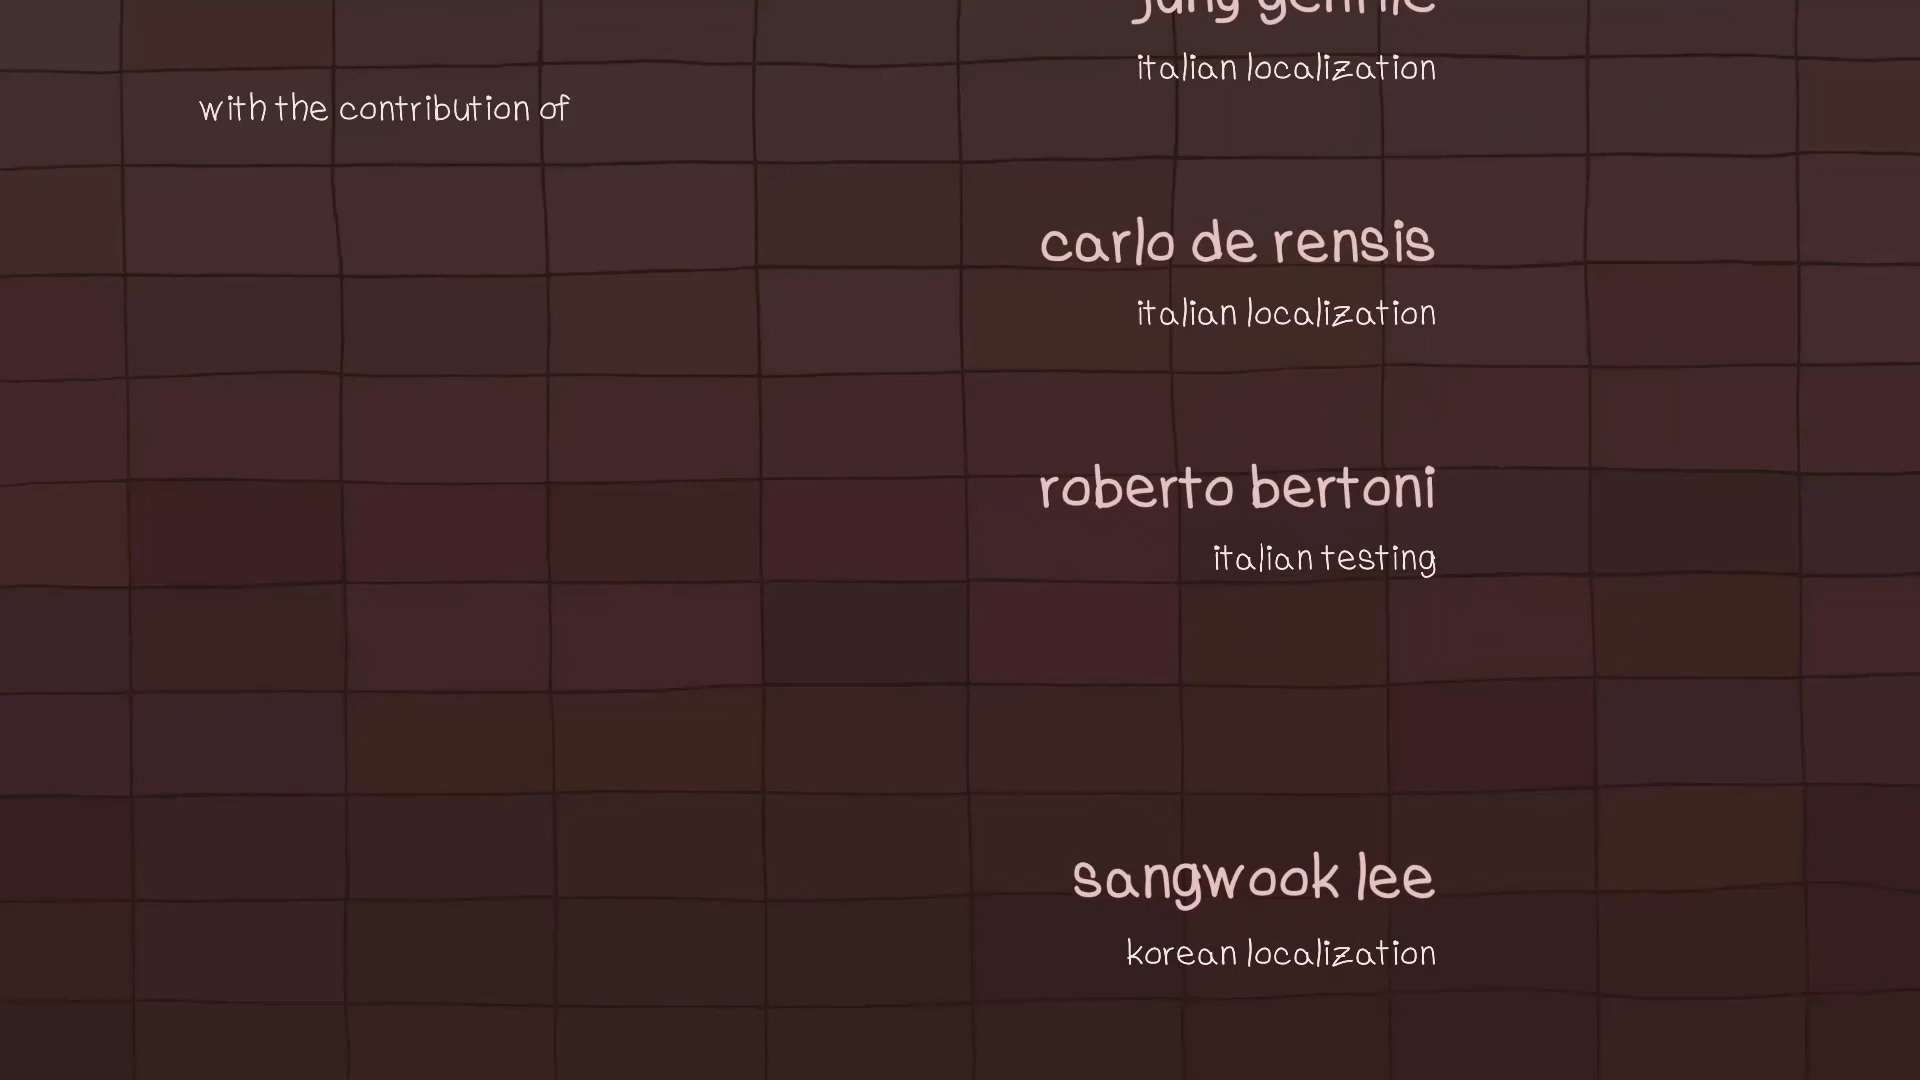 italian localization
with the contribution of
carlo de rensis
italian localization
roberto bertoni
italian testing
sangwook lee
korean localization